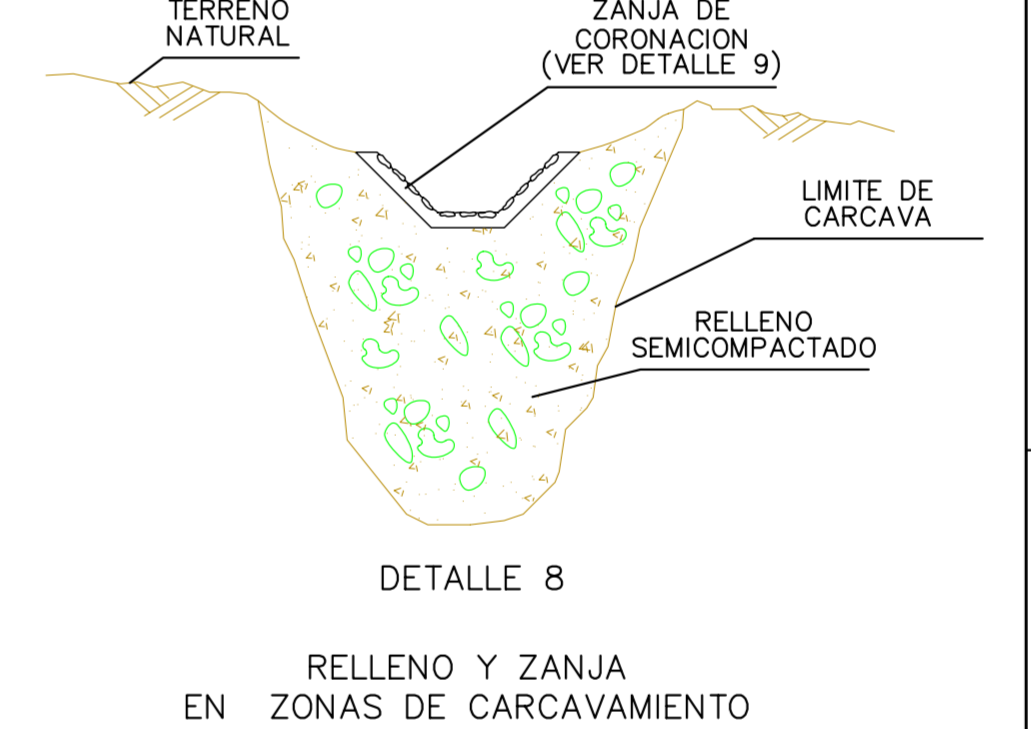 TERRENO
NATURAL
ZANJA DE
CORONACION
(VER DETALLE 9)
LIMITE DE
CARCAVA
RELLENO
SEMICOMPACTADO
DETALLE 8
RELLENO Y ZANJA
EN ZONAS DE CARCAVAMIENTO